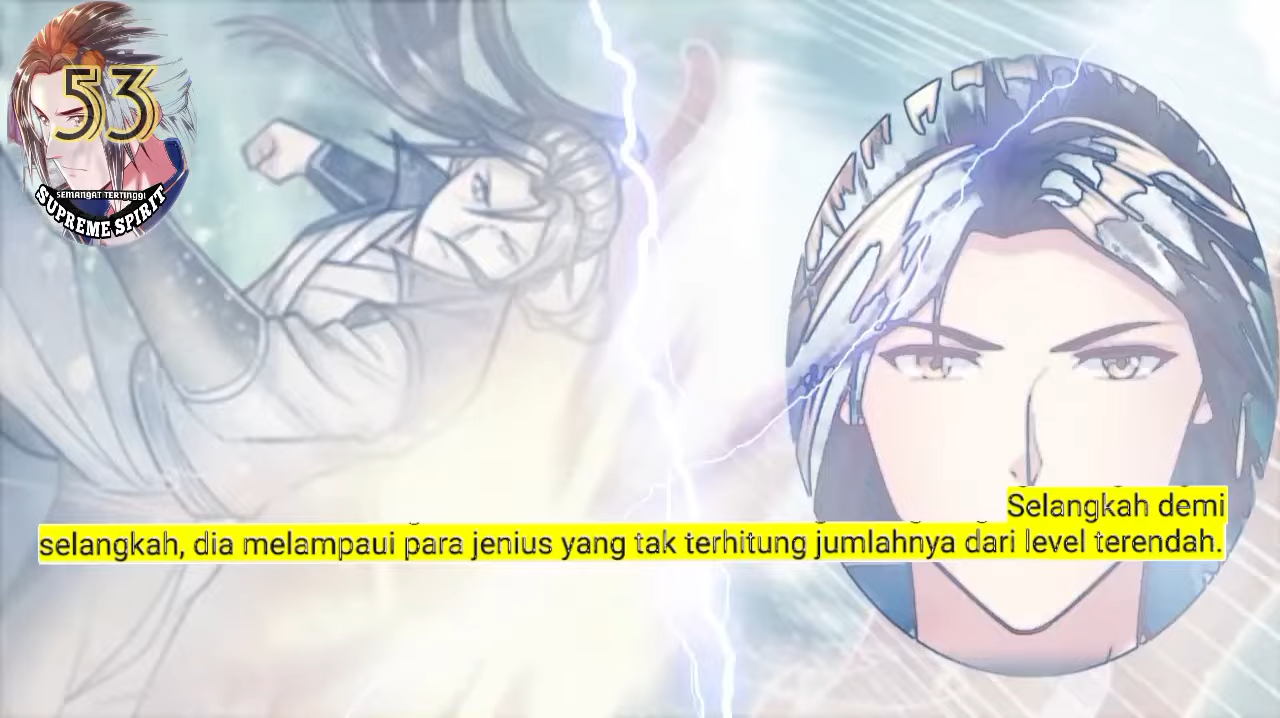 53
SEMANGAT TERTINGGI
SUPREME SPIRIT
Selangkah demi
selangkah, dia melampaui para jenius yang tak terhitung jumlahnya dari level terendah.